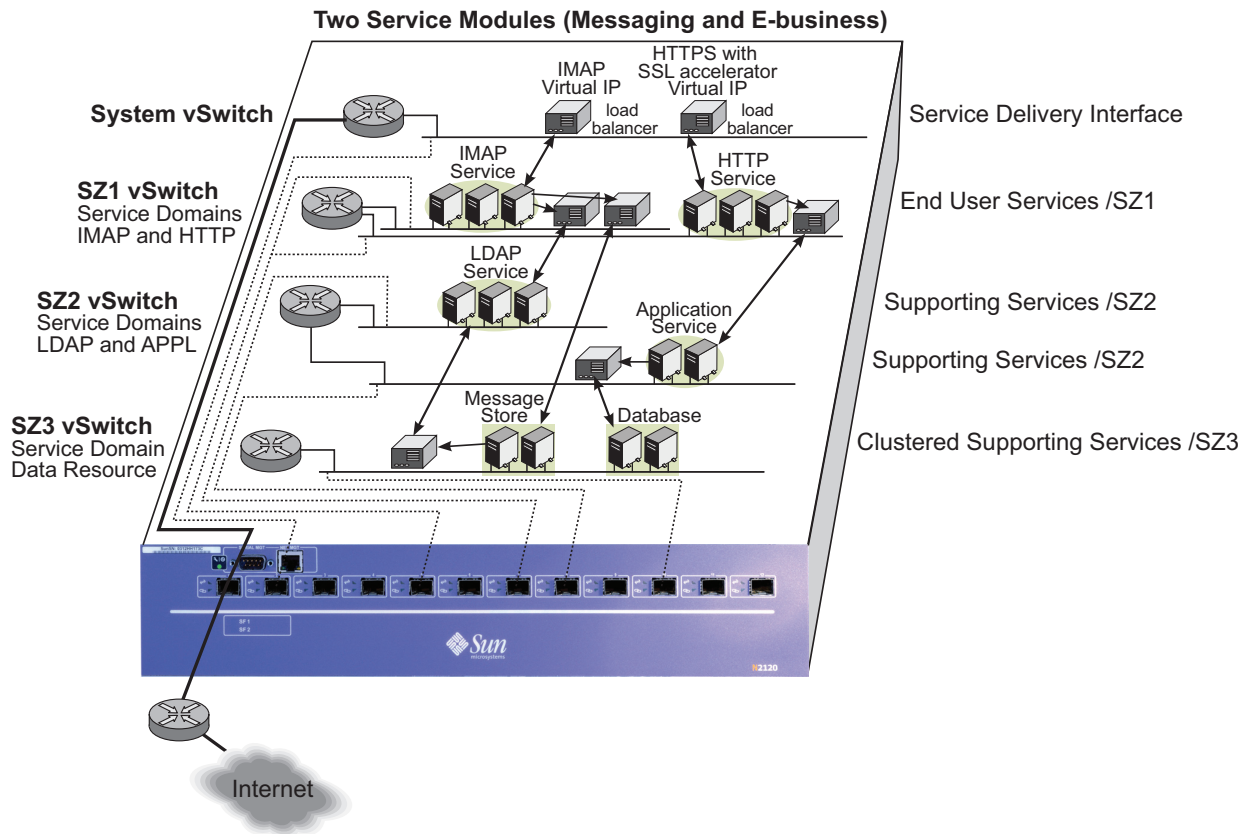 Two Service Modules (Messaging and E-business)
IMAP
Virtual IP
HTTPS with
SSL accelerator
Virtual IP
System vSwitch
load
balancer
load
balancer
Service Delivery Interface
IMAP
Service
HTTP
Service
SZ1 vSwitch
Service Domains
IMAP and HTTP
End User Services /SZ1
LDAP
Service
SZ2 vSwitch
Service Domains
LDAP and APPL
Application
Service
Supporting Services /SZ2
Supporting Services /SZ2
SZ3 vSwitch
Service Domain
Data Resource
Message
Store
Database
Clustered Supporting Services /SZ3
SF 1
SF 2
Sun
microsystems
N2120
Internet